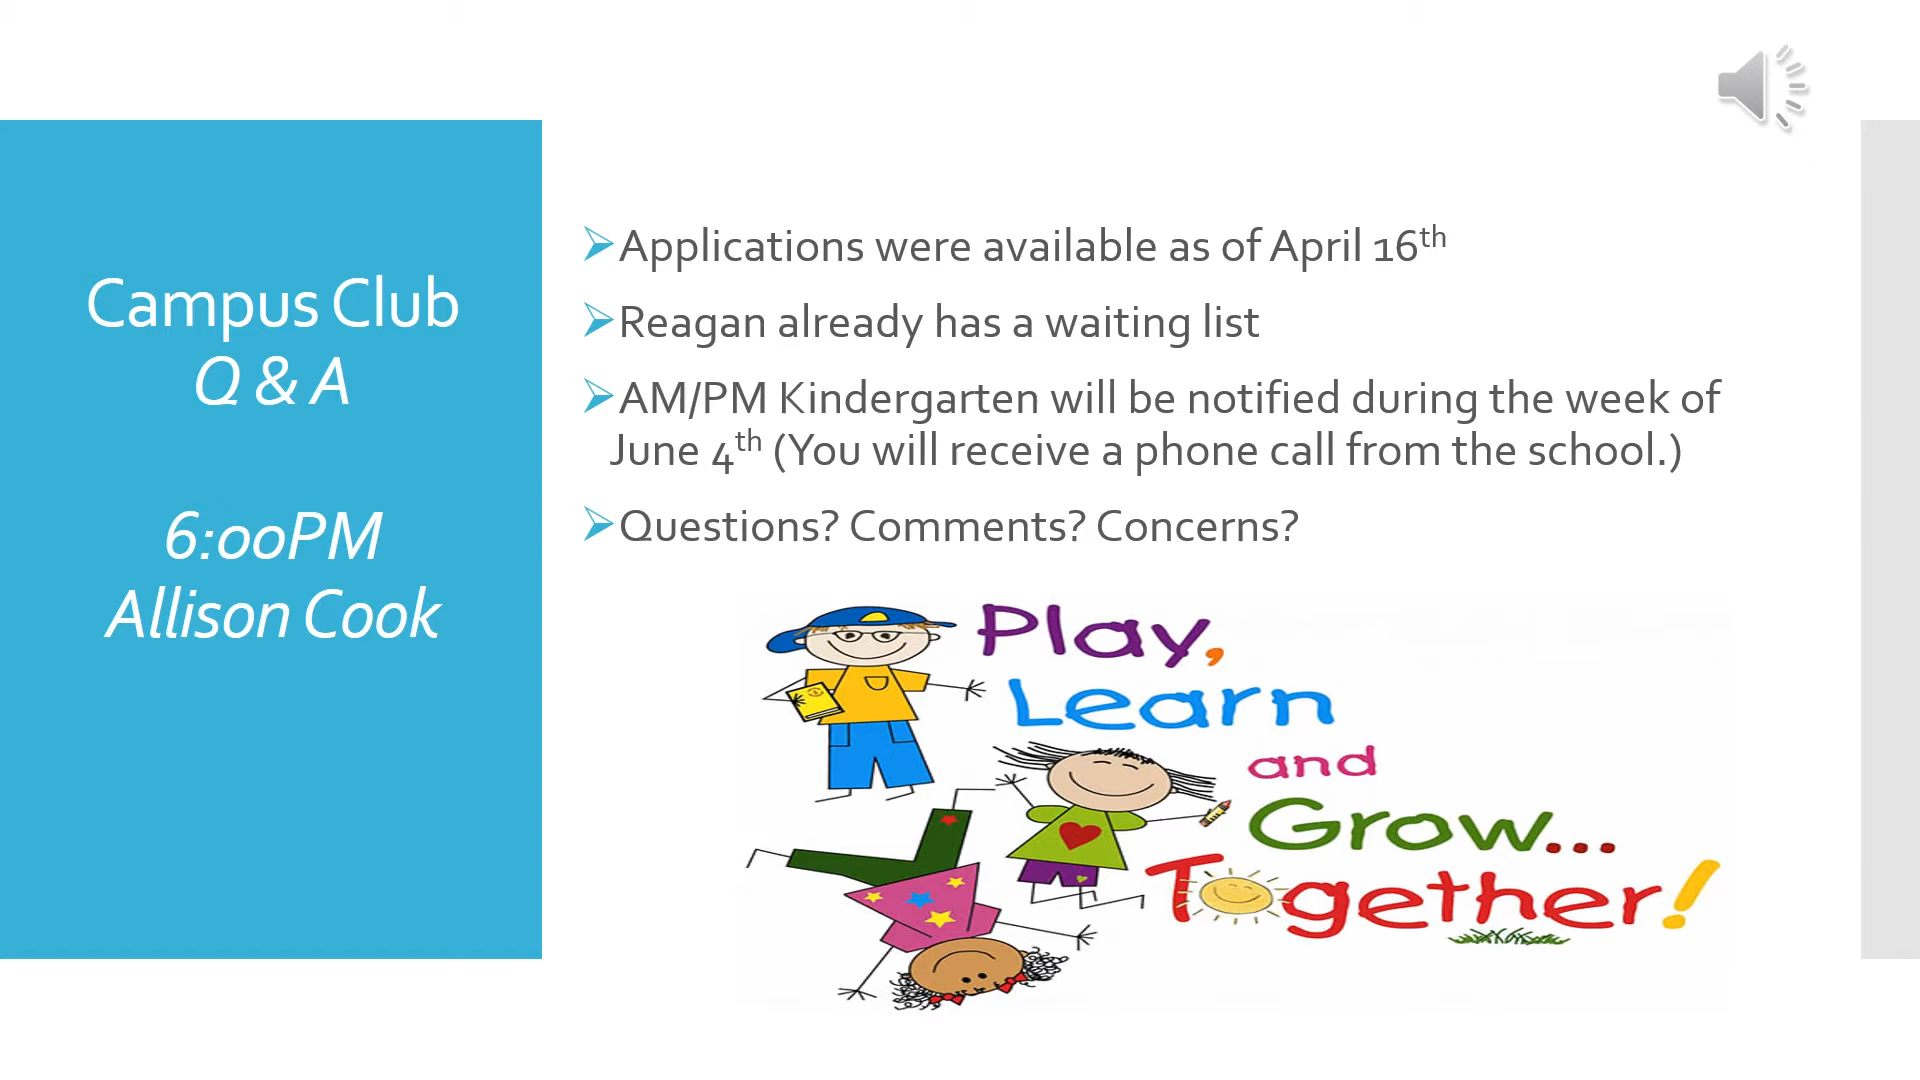 Campus Club
Q & A
6:00PM
Allison Cook
Applications were available as of April 16th
Reagan already has a waiting list
AM/PM Kindergarten will be notified during the week of
June 4th (You will receive a phone call from the school.)
Questions? Comments? Concerns?
Play,
Learn
and
Grow...
Together!